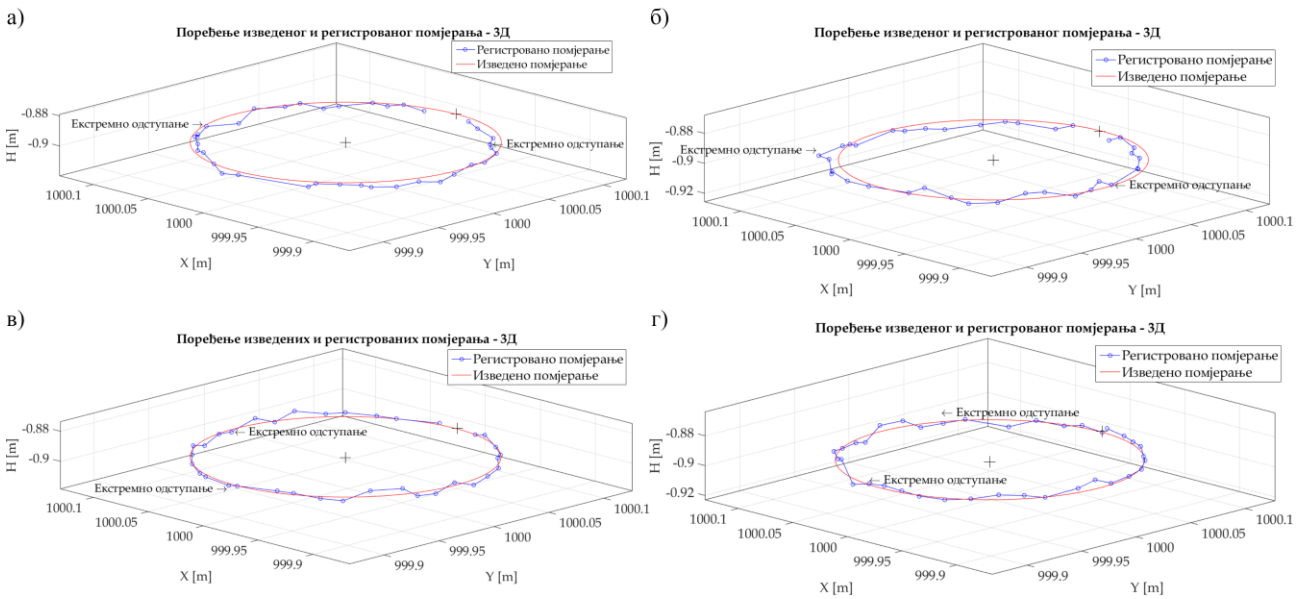 а)
Поређење изведеног и регистрованог помјерања - 3Д
Регистровано помјерање
Изведено помјерање
Екстремно одступање
Екстремно одступање
-0.88
-0.9
H [m]
1000.1
1000.05
1000
999.95
999.9
X [m]
999.9
999.95
1000
1000.05
1000.1
Y [m]
б)
Поређење изведеног и регистрованог помјерања - 3Д
Регистровано помјерање
Изведено помјерање
Екстремно одступање
Екстремно одступање
-0.88
-0.9
-0.92
H [m]
1000.1
1000.05
1000
999.95
999.9
X [m]
999.9
999.95
1000
1000.05
1000.1
Y [m]
в)
Поређење изведених и регистрованих помјерања - 3Д
Регистровано помјерање
Изведено помјерање
Екстремно одступање
Екстремно одступање
-0.88
-0.9
H [m]
1000.1
1000.05
1000
999.95
999.9
X [m]
999.9
999.95
1000
1000.05
1000.1
Y [m]
г)
Поређење изведеног и регистрованог помјерања - 3Д
Регистровано помјерање
Изведено помјерање
Екстремно одступање
Екстремно одступање
-0.88
-0.9
-0.92
H [m]
1000.1
1000.05
1000
999.95
999.9
X [m]
999.9
999.95
1000
1000.05
1000.1
Y [m]